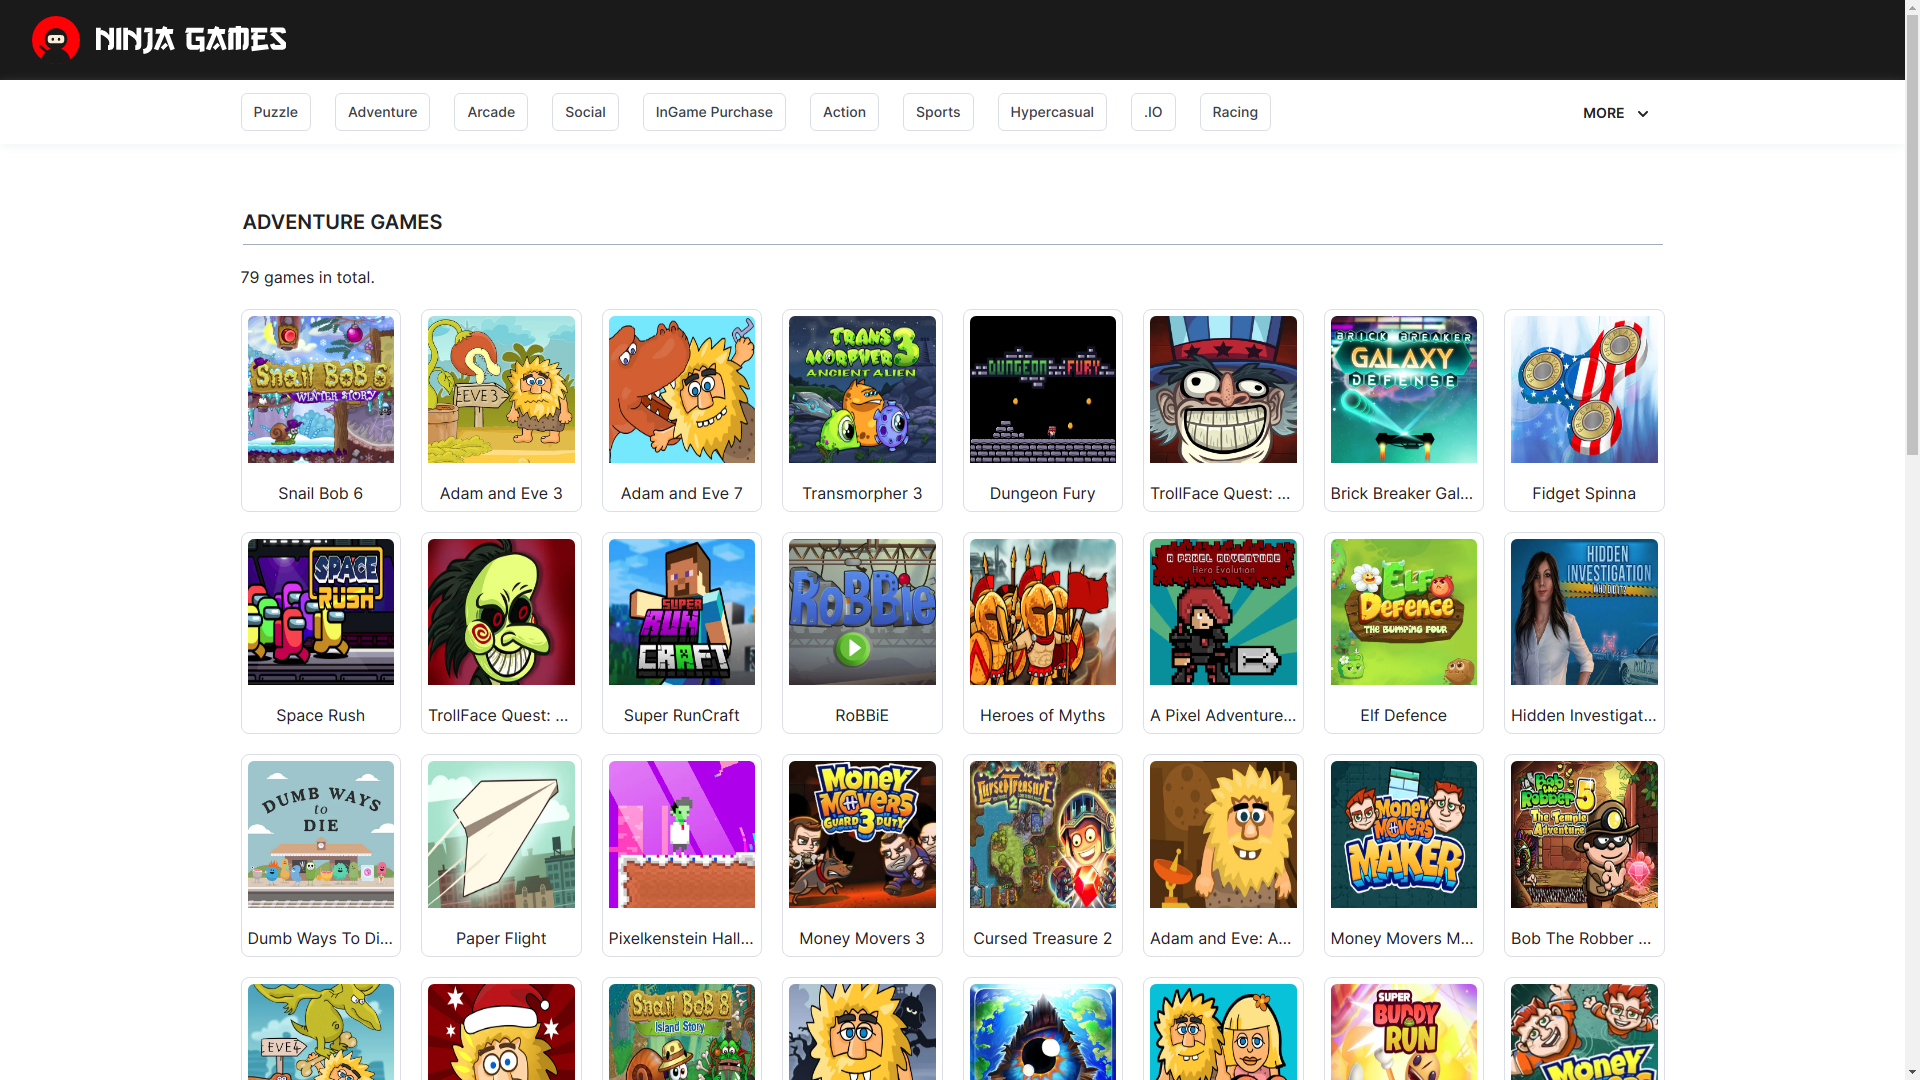 NINJA GAMES
Puzzle
Adventure
Arcade
Social
InGame Purchase
Action
Sports
Hypercasual
.IO
Racing
MORE
ADVENTURE GAMES
79 games in total.
Snail BoB 6
WINTER STORY
EEVE 3
TRANS
MORPHER 3
ANCIENT ALIEN
DUNGEON FURY
BRICK BREAKER
GALAXY
DEFENSE
Snail Bob 6
Adam and Eve 3
Adam and Eve 7
Transmorpher 3
Dungeon Fury
TrollFace Quest: ...
Brick Breaker Gal...
Fidget Spinna
SPACE
RUSH
SUPER
RUN
CRAFT
RoBBie
A PIXEL ADVENTURE
Hero Evolution
ELF
Defence
THE BUMPING FOUR
HIDDEN
INVESTIGATION
WHO DID IT?
Space Rush
TrollFace Quest: ...
Super RunCraft
RoBBiE
Heroes of Myths
A Pixel Adventure...
Elf Defence
Hidden Investigat...
DUMB WAYS
to
DIE
Money
MOVERS
GUARD 3 DUTY
Cursed Treasure
2
Money
MOVERS
MAKER
Bob
the
Robber 5
The Temple
Adventure
Dumb Ways To Di...
Paper Flight
Pixelkenstein Hall...
Money Movers 3
Cursed Treasure 2
Adam and Eve: A...
Money Movers M...
Bob The Robber ...
EVE 4
Snail BoB 8
Island Story
SUPER
BUDDY
RUN
Money